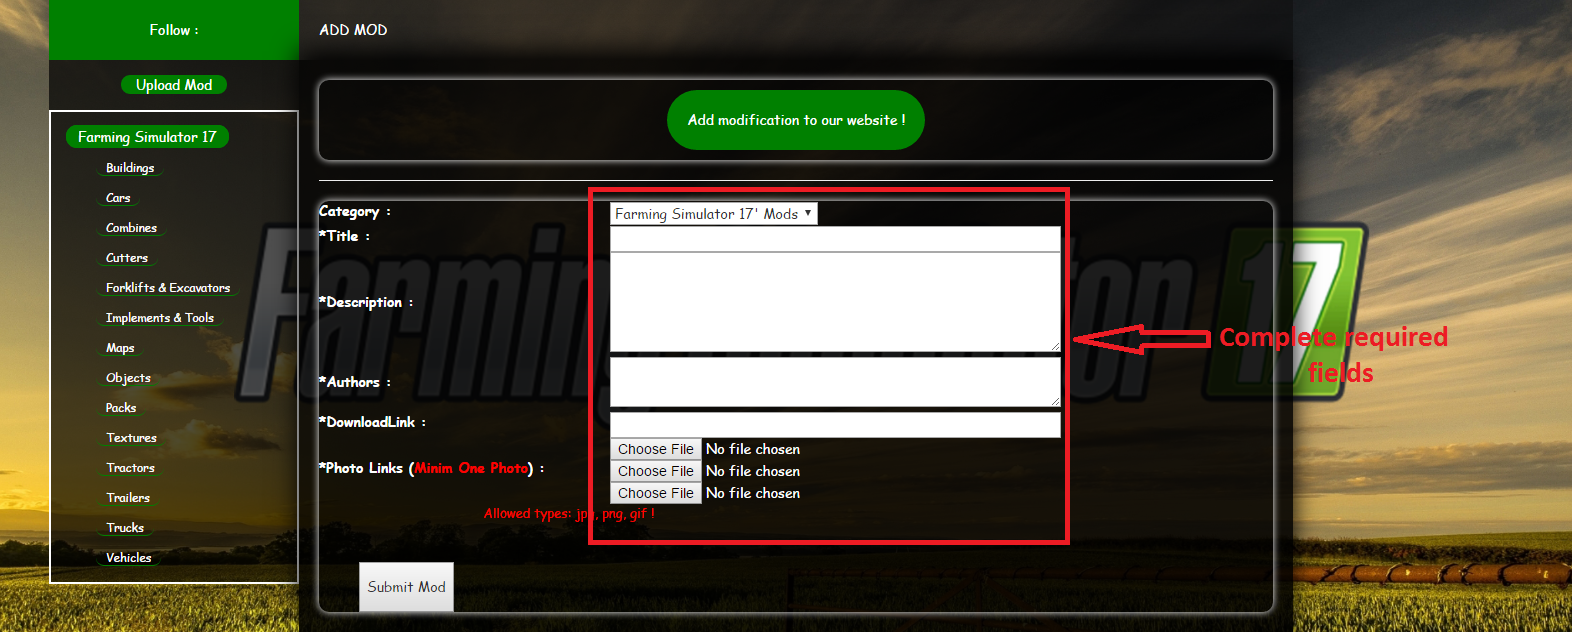 Follow :
ADD MOD
Upload Mod
Add modification to our website !
Farming Simulator 17
Buildings
Cars
Combines
Cutters
Forklifts & Excavators
Implements & Tools
Maps
Objects
Packs
Textures
Tractors
Trailers
Trucks
Vehicles
Category :
Farming Simulator 17' Mods
*Title :
*Description :
*Authors :
*DownloadLink :
*Photo Links (Minim One Photo) :
Choose File No file chosen
Choose File No file chosen
Choose File No file chosen
Allowed types: jpg, png, gif !
Submit Mod
Complete required
fields
Farming
17